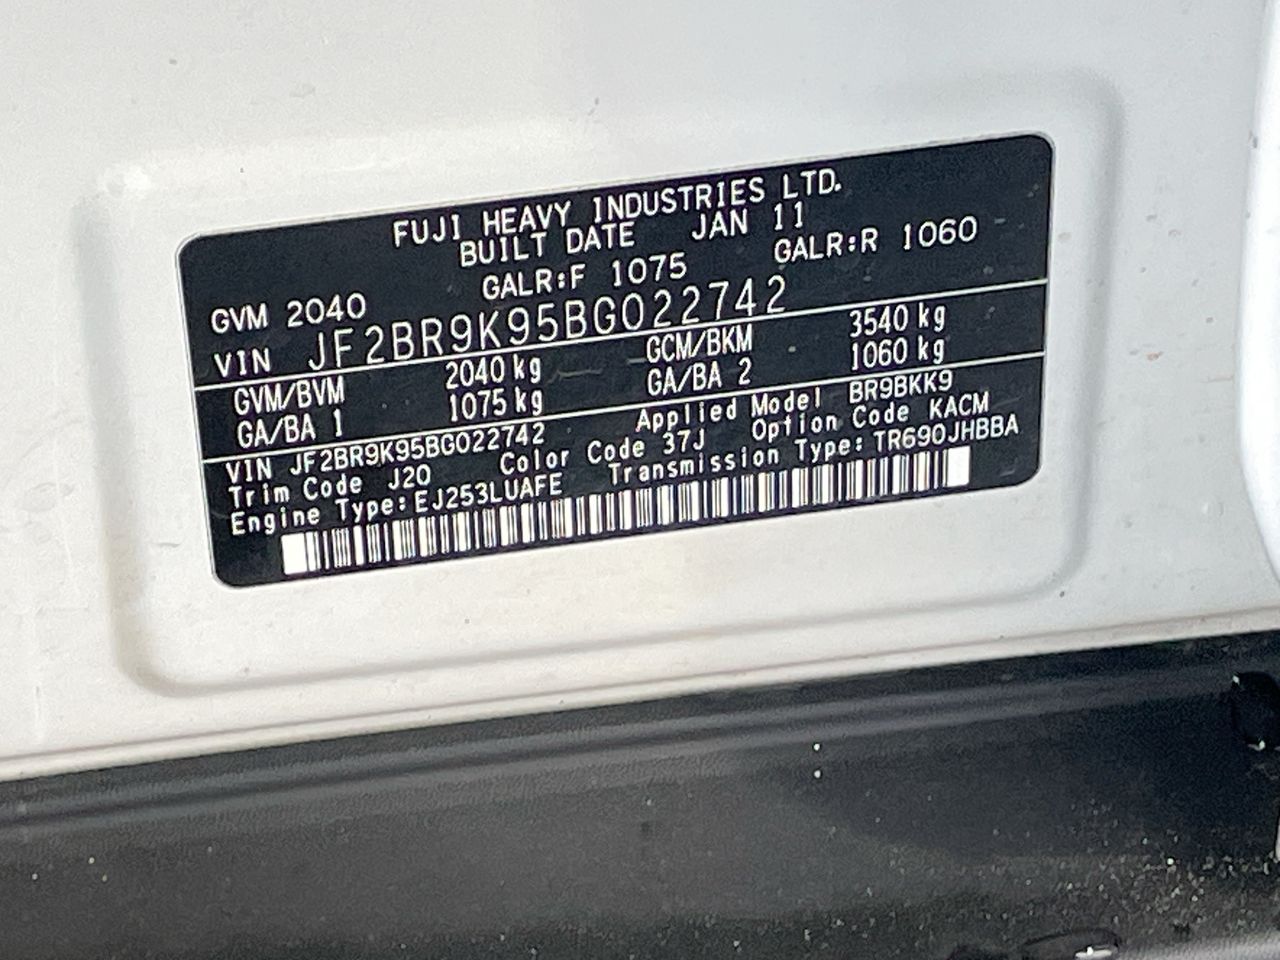 FUJI HEAVY INDUSTRIES LTD.
BUILT DATE JAN 11
GVM 2040 GALR:F 1075 GALR:R 1060
VIN JF2BR9K95BG022742
GVM/BVM 2040 kg GCM/BKM 3540 kg
GA/BA 1 1075 kg GA/BA 2 1060 kg
VIN JF2BR9K95BG022742 Applied Model BR9BKK9
Trim Code J20 Color Code 37J Option Code KACM
Engine Type: EJ253LUAFE Transmission Type: TR690JHBBA